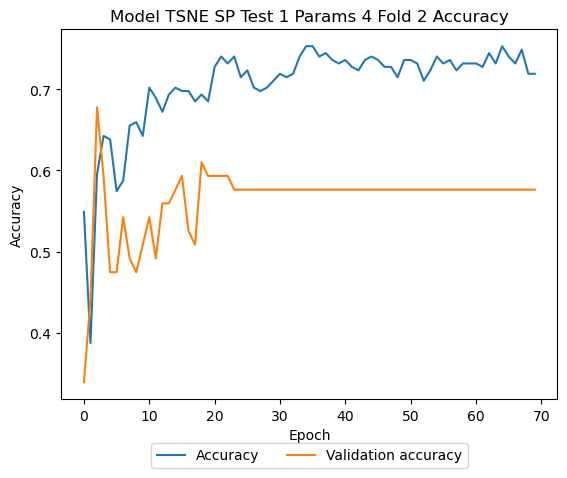 Model TSNE SP Test 1 Params 4 Fold 2 Accuracy
0.7
0.6
0.5
0.4
Accuracy
0 10 20 30 40 50 60 70
Epoch
Accuracy Validation accuracy